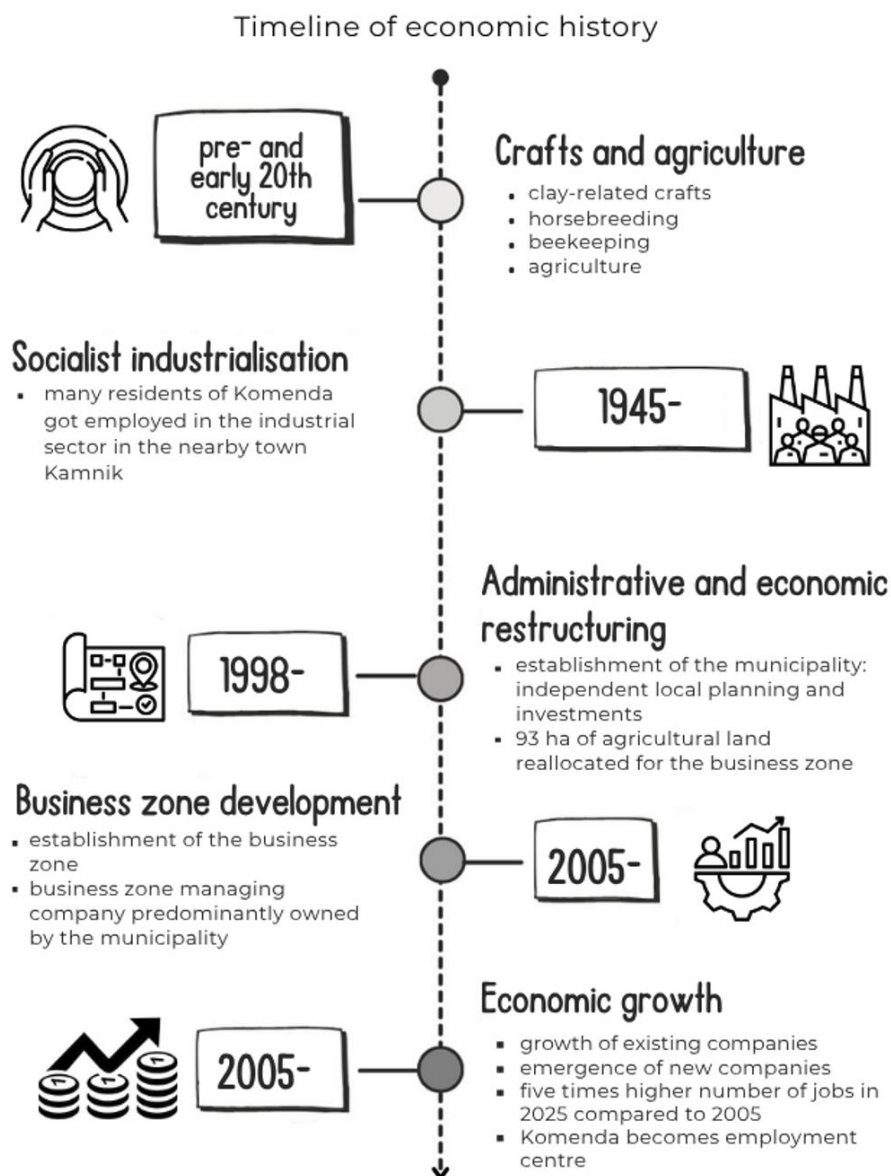 Timeline of economic history
pre- and
early 20th
century
Crafts and agriculture
• clay-related crafts
• horsebreeding
• beekeeping
• agriculture
Socialist industrialisation
▪ many residents of Komenda
got employed in the industrial
sector in the nearby town
Kamnik
1945-
1998-
Administrative and economic
restructuring
▪ establishment of the municipality:
independent local planning and
investments
▪ 93 ha of agricultural land
reallocated for the business zone
Business zone development
▪ establishment of the business
zone
▪ business zone managing
company predominantly owned
by the municipality
2005-
2005-
Economic growth
▪ growth of existing companies
▪ emergence of new companies
▪ five times higher number of jobs in
2025 compared to 2005
▪ Komenda becomes employment
centre